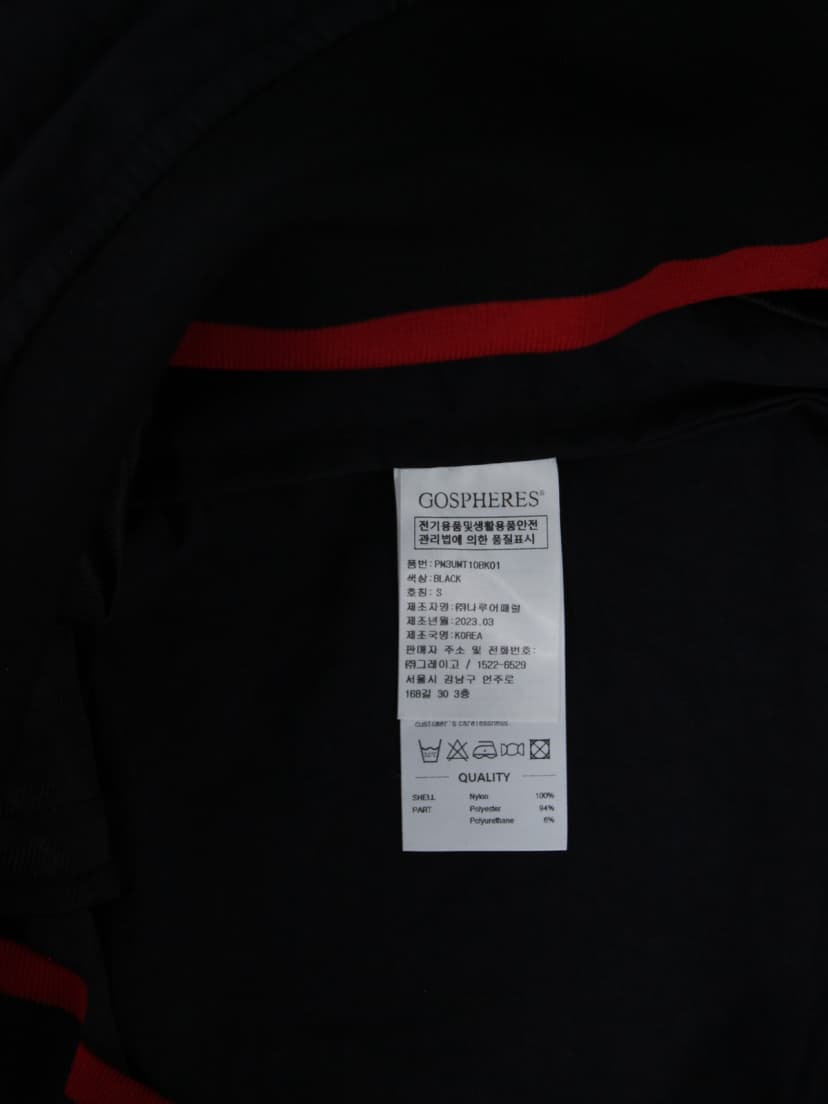 GOSPHERES®
전기용품및생활용품안전
관리법에 의한 품질표시
품번:PM3UMT10BK01
색상:BLACK
호칭: S
제조자명:㈜나루어패럴
제조년월:2023.03
제조국명:KOREA
판매자 주소 및 전화번호:
㈜그레이고 / 1522-6529
서울시 강남구 언주로
168길 30 3층
customer's carelessness.
QUALITY
SHELL Nylon 100%
PART Polyester 94%
Polyurethane 6%